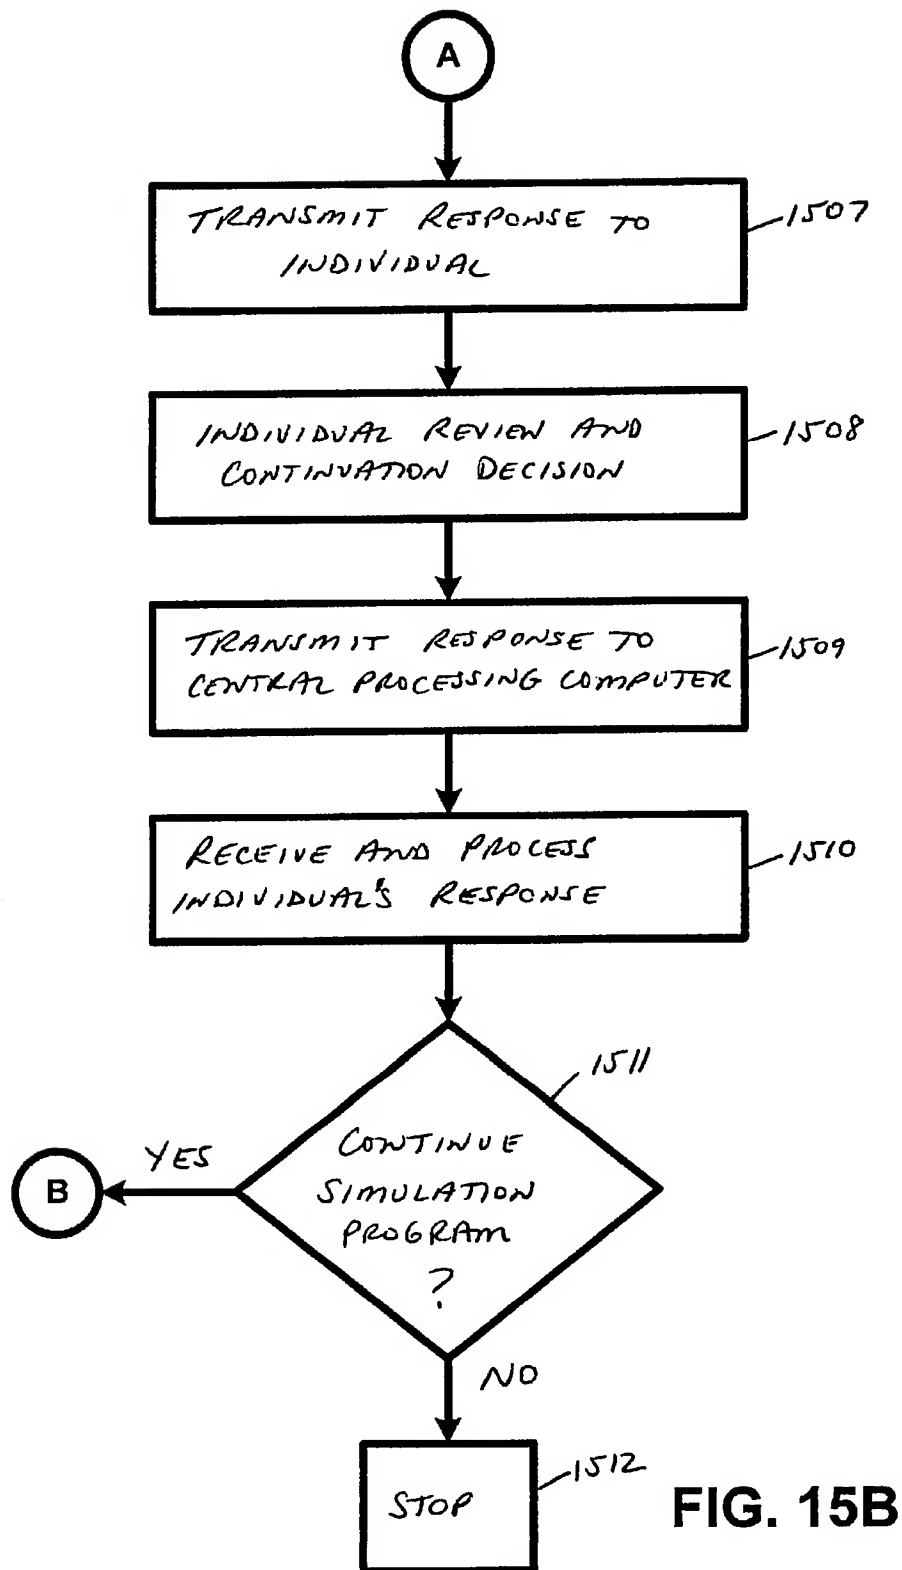 A
TRANSMIT RESPONSE TO
INDIVIDUAL
1507
INDIVIDUAL REVIEW AND
CONTINUATION DECISION
1508
TRANSMIT RESPONSE TO
CENTRAL PROCESSING COMPUTER
1509
RECEIVE AND PROCESS
INDIVIDUAL'S RESPONSE
1510
1511
CONTINUE
SIMULATION
PROGRAM
?
YES
B
NO
STOP
1512
FIG. 15B